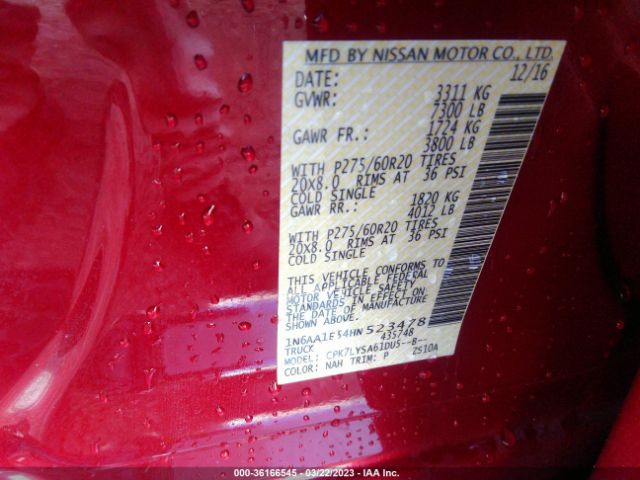 MFD BY NISSAN MOTOR CO., LTD.
DATE: 12/16
GVWR: 3311 KG
7300 LB
GAWR FR.: 1724 KG
3800 LB
WITH P275/60R20 TIRES
20X8.0 RIMS AT 36 PSI
COLD SINGLE
GAWR RR.: 1820 KG
4012 LB
WITH P275/60R20 TIRES
20X8.0 RIMS AT 36 PSI
COLD SINGLE
THIS VEHICLE CONFORMS TO
ALL APPLICABLE FEDERAL
MOTOR VEHICLE SAFETY
STANDARDS IN EFFECT ON
THE DATE OF MANUFACTURE
SHOWN ABOVE.
1N6AA1E54HN523478
TRUCK 435748
MODEL: CPK7LYSA61DU5--B--
COLOR: NAH TRIM: P ZS10A
000-36166545 - 03/22/2023 - IAA Inc.